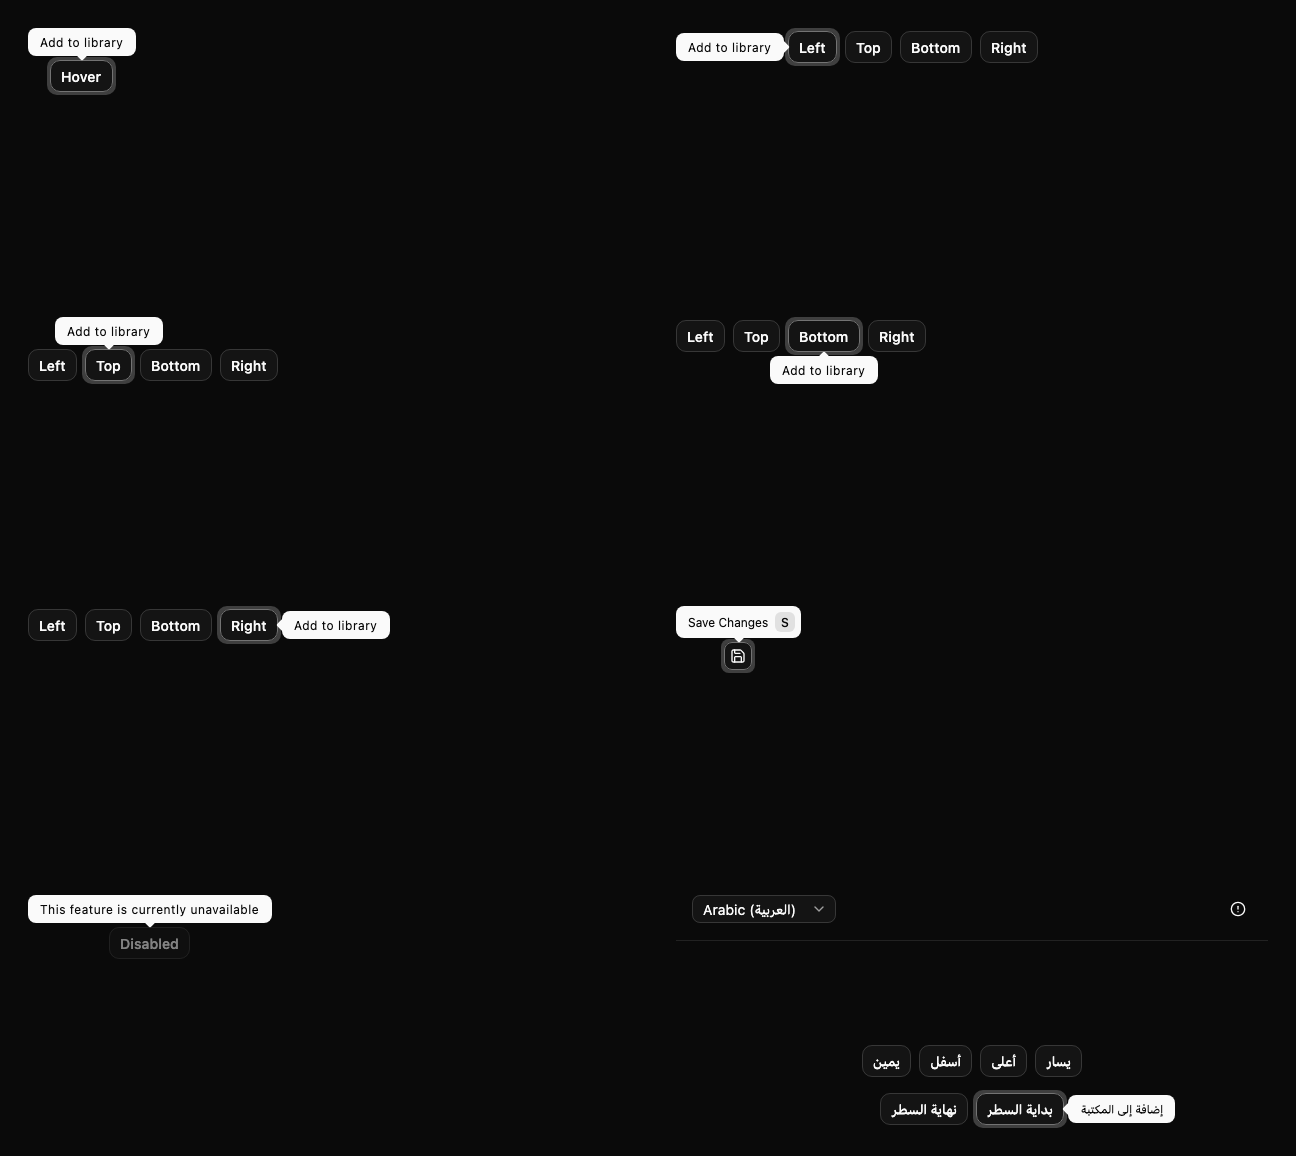 Add to library
Hover
Add to library
Left
Top
Bottom
Right
Add to library
Left
Top
Bottom
Right
Left
Top
Bottom
Right
Add to library
Left
Top
Bottom
Right
Add to library
Save Changes S
This feature is currently unavailable
Disabled
Arabic (العربية)
يسار
أعلى
أسفل
يمين
إضافة إلى المكتبة
بداية السطر
نهاية السطر